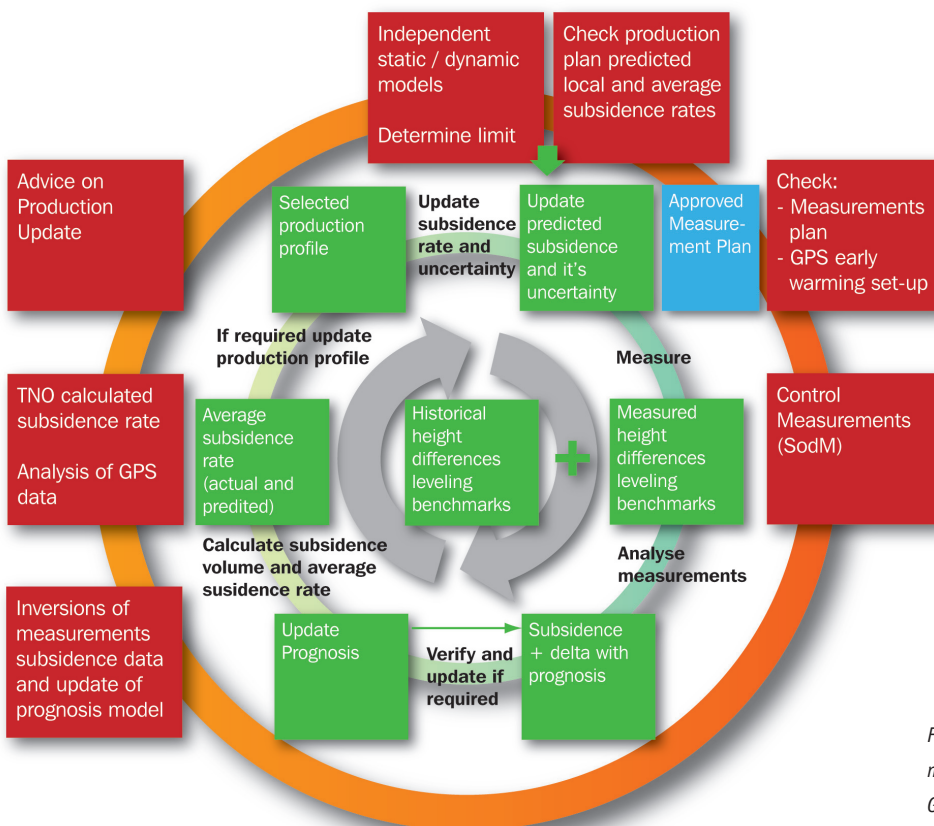 Independent
static / dynamic
models
Determine limit
Check production
plan predicted
local and average
subsidence rates
Advice on
Production
Update
Selected
production
profile
Update
subsidence
rate and
uncertainty
Update
predicted
subsidence
and it's
uncertainty
Approved
Measure-
ment Plan
Check:
- Measurements
plan
- GPS early
warming set-up
If required update
production profile
Measure
TNO calculated
subsidence rate
Analysis of GPS
data
Average
subsidence
rate
(actual and
predited)
Historical
height
differences
leveling
benchmarks
+
Measured
height
differences
leveling
benchmarks
Control
Measurements
(SodM)
Calculate subsidence
volume and average
susidence rate
Analyse
measurements
Inversions of
measurements
subsidence data
and update of
prognosis model
Update
Prognosis
Verify and
update if
required
Subsidence
+ delta with
prognosis